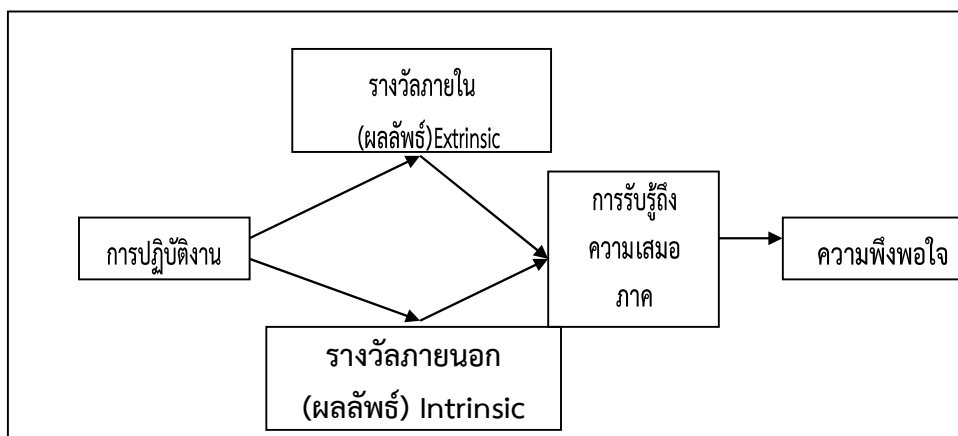 รางวัลภายใน
(ผลลัพธ์)Extrinsic
การปฏิบัติงาน
การรับรู้ถึง
ความเสมอ
ภาค
ความพึงพอใจ
รางวัลภายนอก
(ผลลัพธ์) Intrinsic